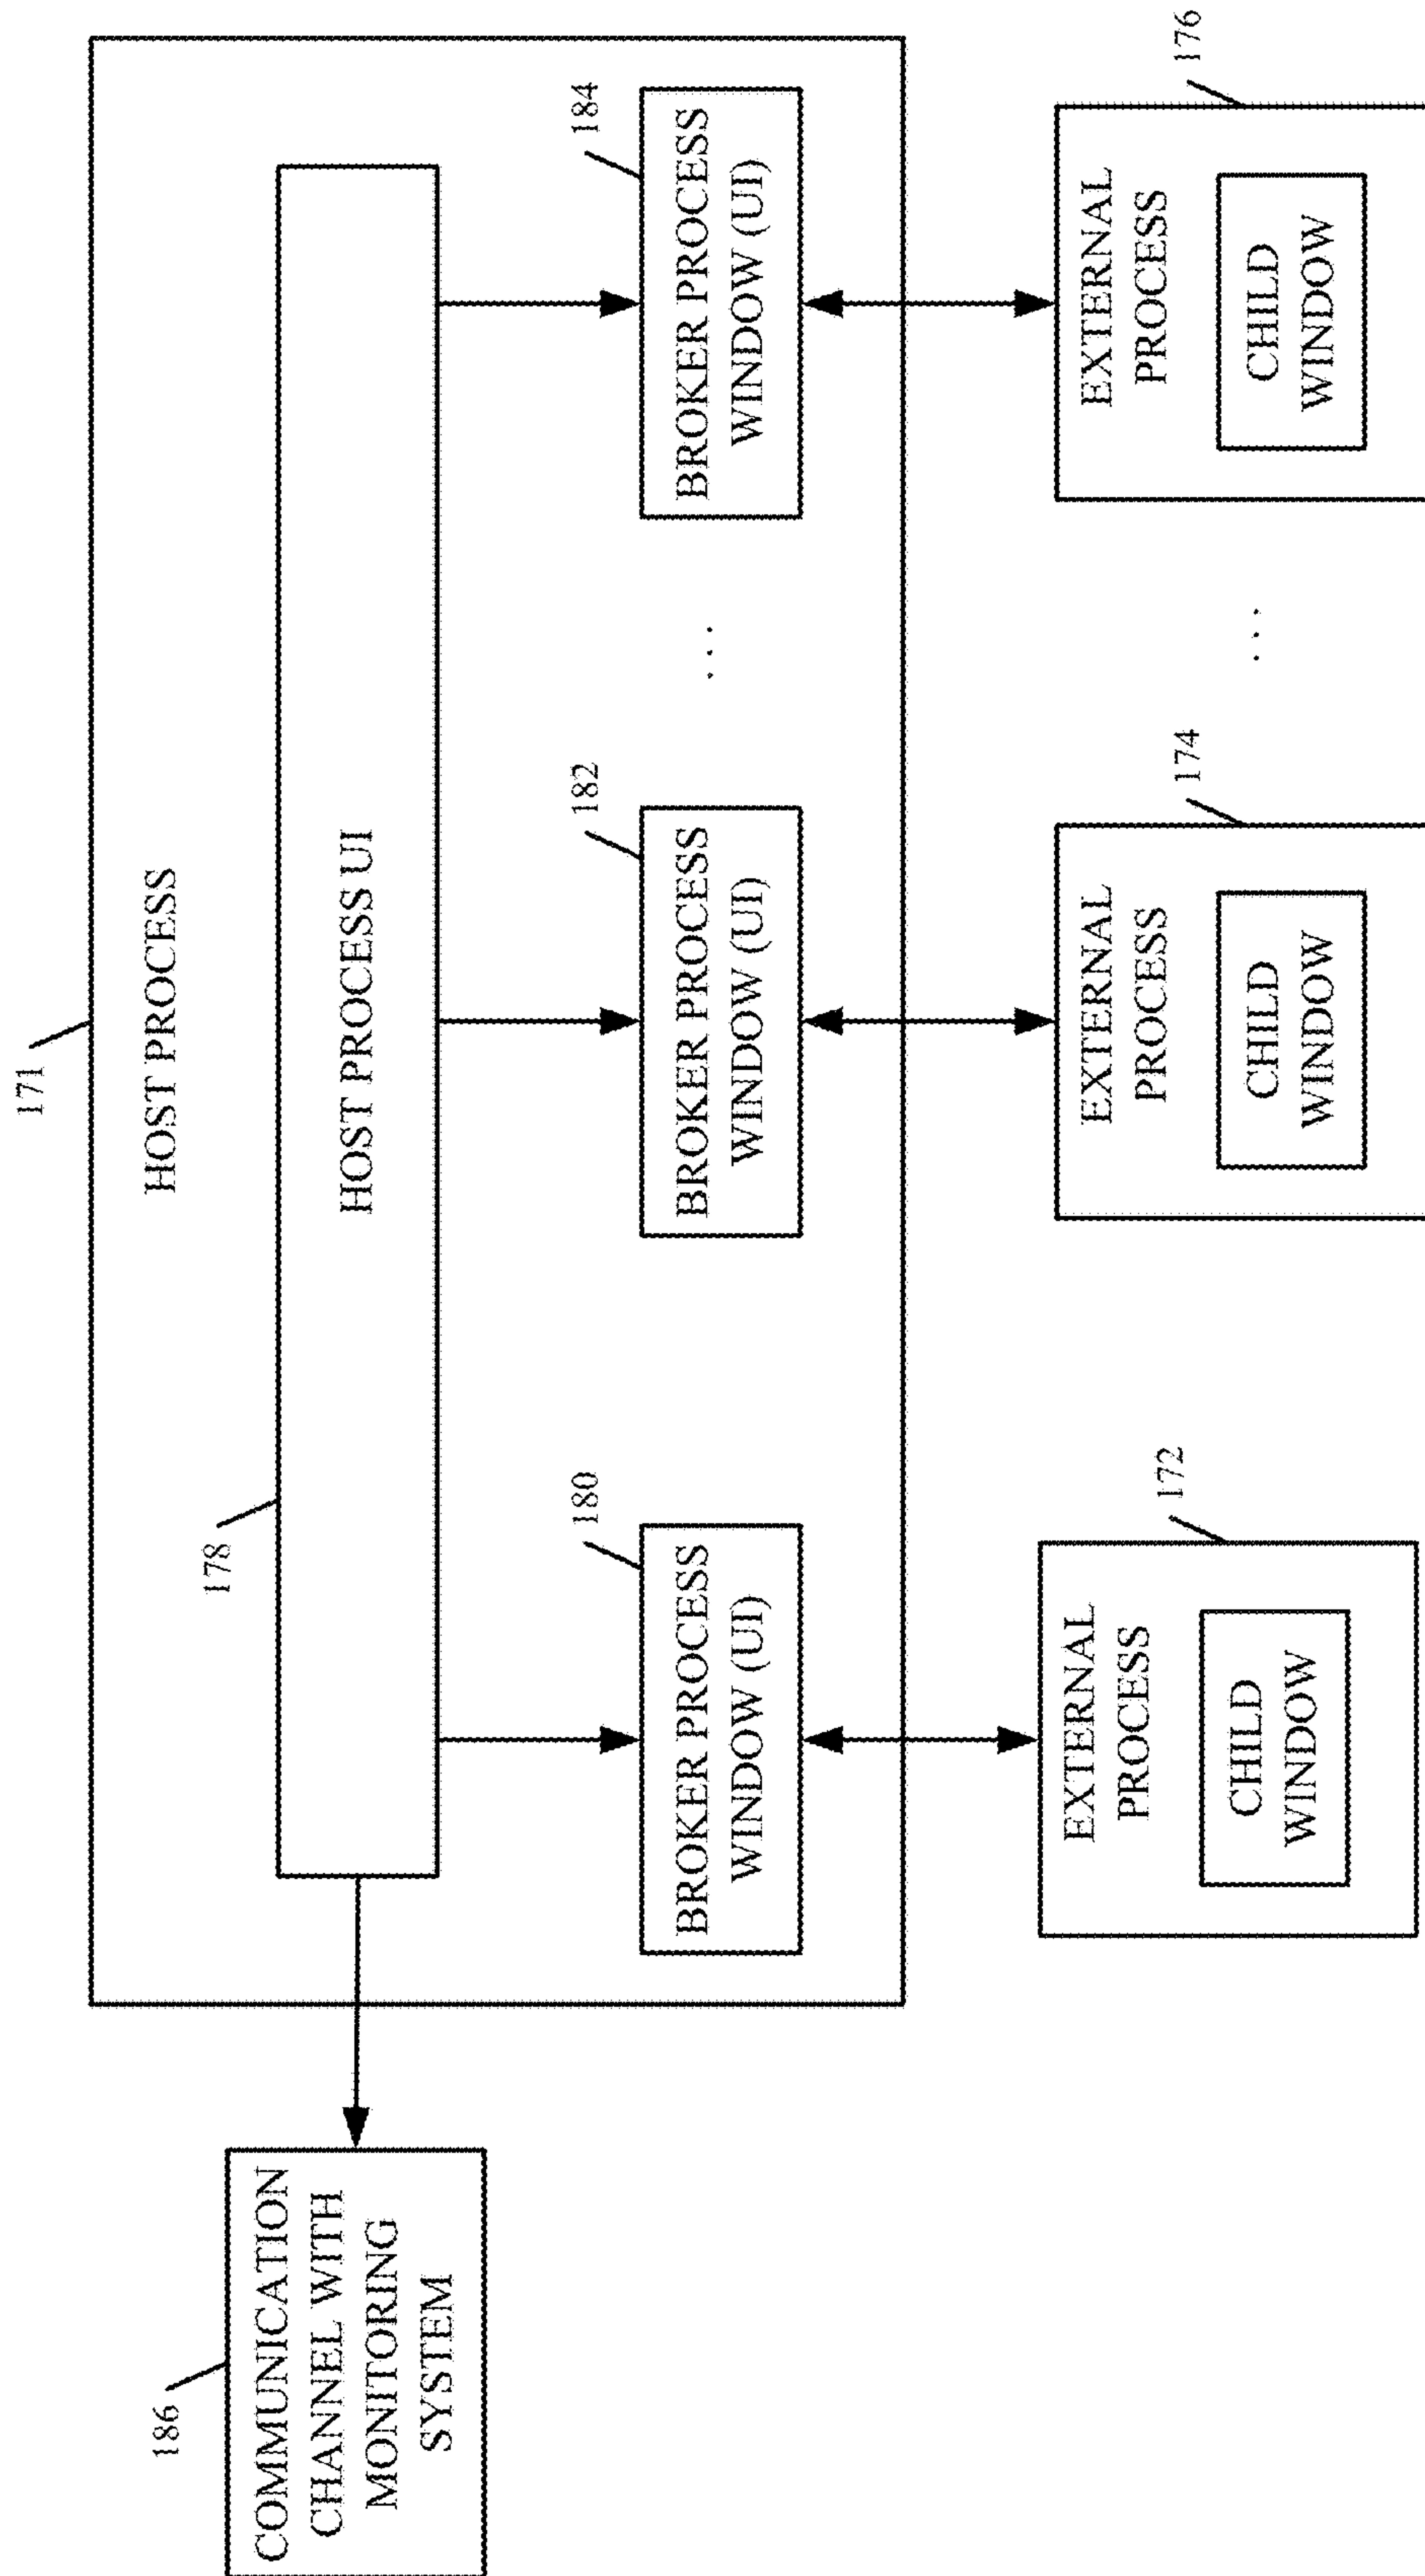 171
HOST PROCESS
178
HOST PROCESS UI
186
COMMUNICATION
CHANNEL WITH
MONITORING
SYSTEM
180
BROKER PROCESS
WINDOW (UI)
182
BROKER PROCESS
WINDOW (UI)
...
184
BROKER PROCESS
WINDOW (UI)
172
EXTERNAL
PROCESS
CHILD
WINDOW
174
EXTERNAL
PROCESS
CHILD
WINDOW
...
176
EXTERNAL
PROCESS
CHILD
WINDOW